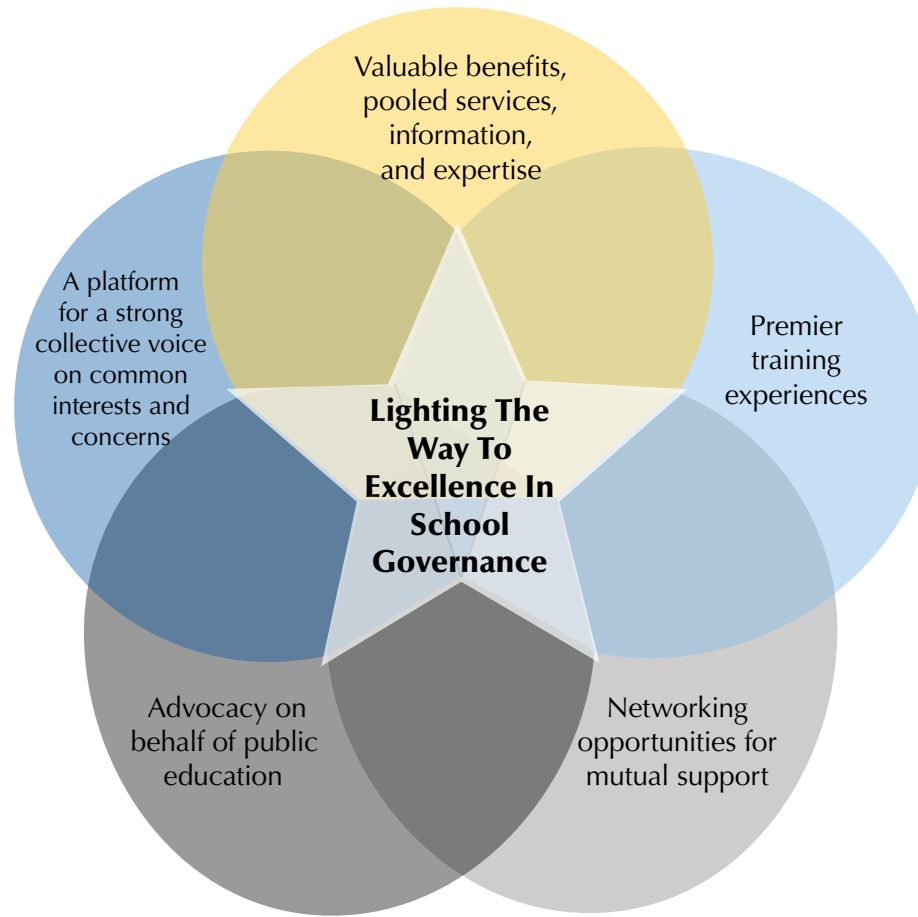 Valuable benefits,
pooled services,
information,
and expertise
A platform
for a strong
collective voice
on common
interests and
concerns
Premier
training
experiences
Lighting The
Way To
Excellence In
School
Governance
Advocacy on
behalf of public
education
Networking
opportunities for
mutual support